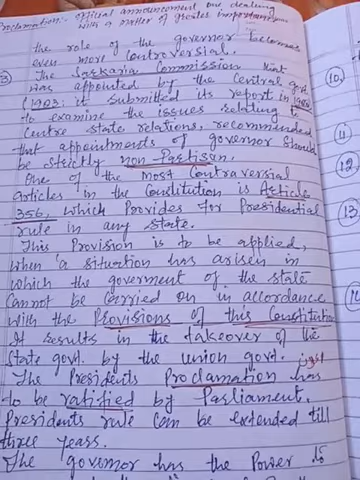 Proclamation:- official announcement one dealing
with a matter of greater importance
the role of the governor becomes
even more controversial.
The Sarkaria Commission that
was appointed by the Central govt
(1983; it submitted its report in 1988)
to examine the issues relating to
Centre state relations, recommended
that appointments of governor should
be strictly non-Partisan.
One of the most Contraversial
articles in the Constitution is Article
356, which Provides for Presidential
rule in any State.
This Provision is to be applied,
when 'a situation has arisen in
which the goverment of the state
cannot be carried on in accordance
with the Provisions of this Constitution
It results in the takeover of the
State govt. by the union govt.
The Presidents Proclamation has
to be ratified by Parliament.
Presidents rule can be extended till
three years.
The governor has the Power to
10,
11
12,
13